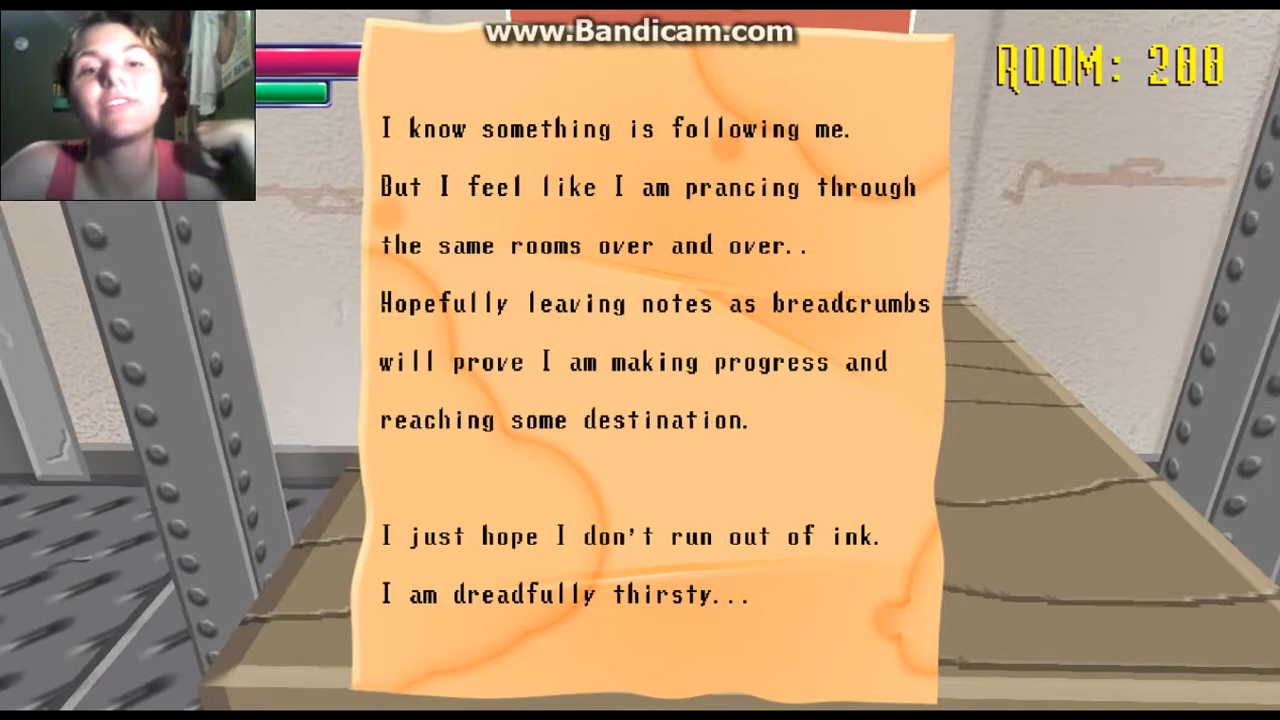 www.Bandicam.com
ROOM: 200
I know something is following me.
But I feel like I am prancing through
the same rooms over and over..
Hopefully leaving notes as breadcrumbs
will prove I am making progress and
reaching some destination.
I just hope I don't run out of ink.
I am dreadfully thirsty...